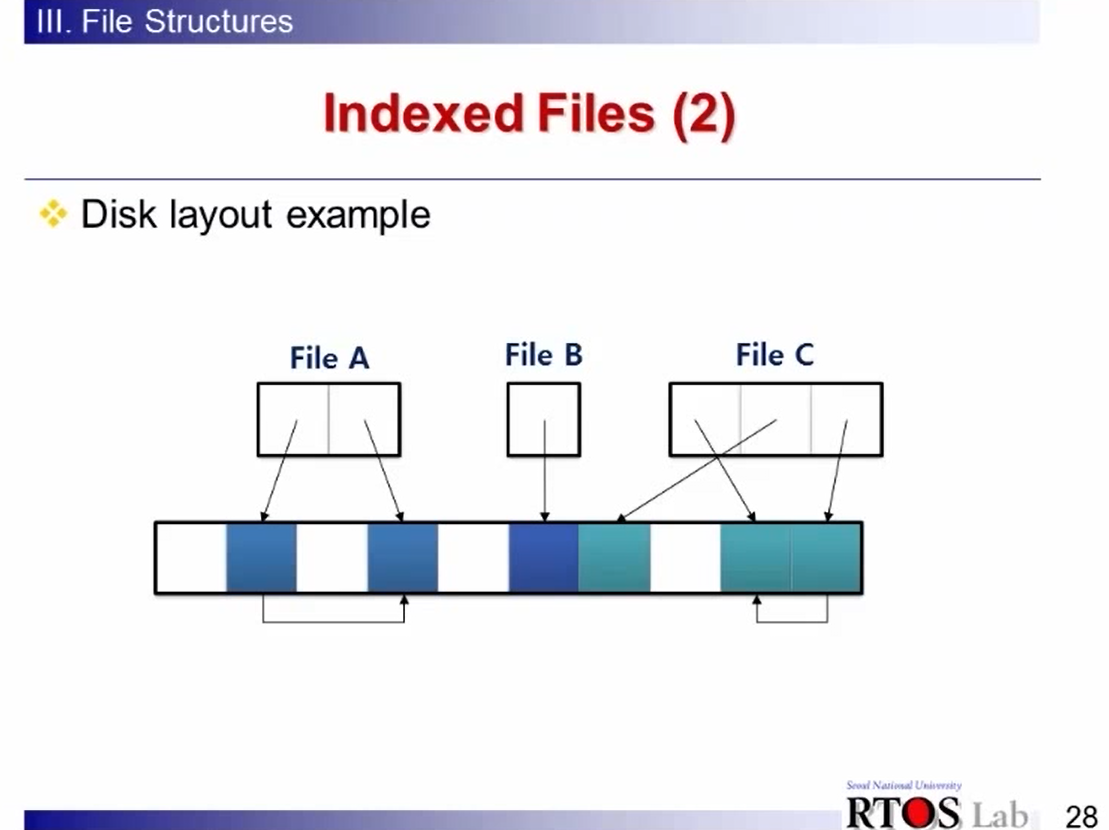 III. File Structures
Indexed Files (2)
Disk layout example
File A
File B
File C
Seoul National University
RTOS Lab
28